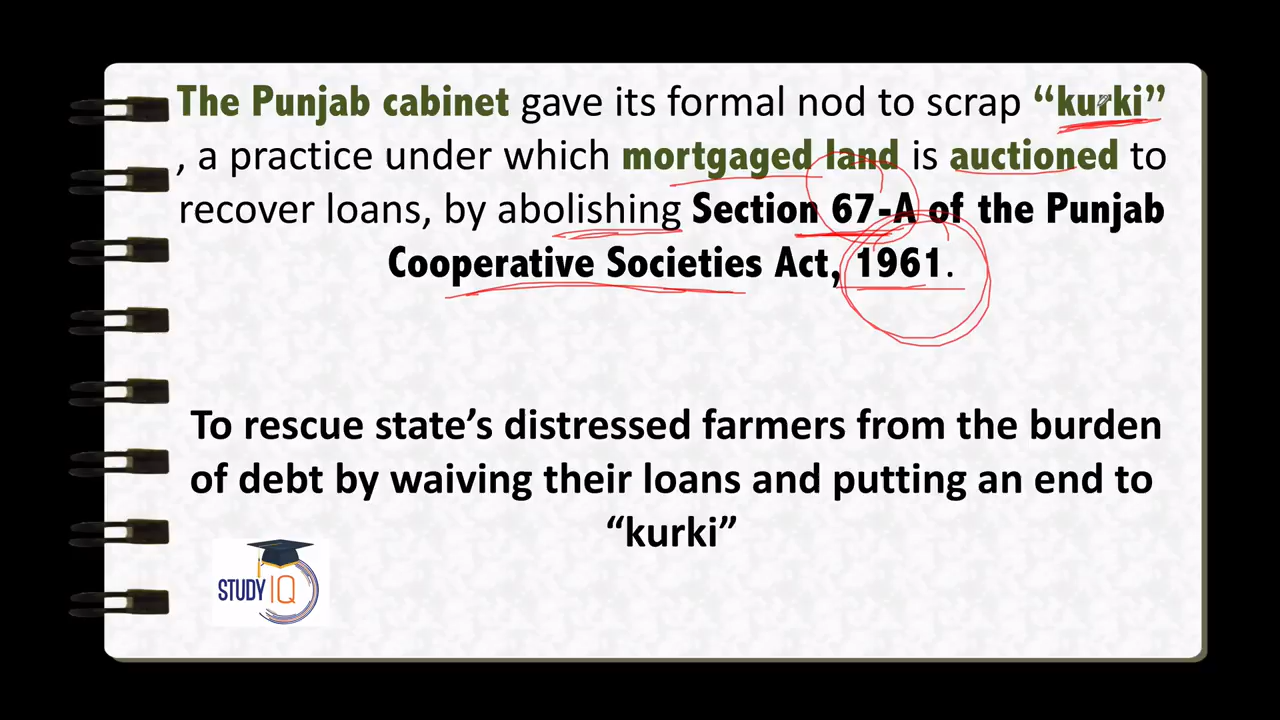 The Punjab cabinet gave its formal nod to scrap “kurki”
, a practice under which mortgaged land is auctioned to
recover loans, by abolishing Section 67-A of the Punjab
Cooperative Societies Act, 1961.
To rescue state’s distressed farmers from the burden
of debt by waiving their loans and putting an end to
“kurki”
STUDY IQ